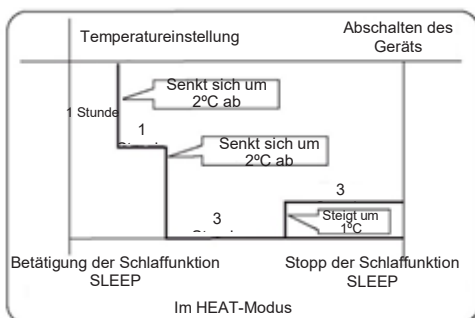 Temperatureinstellung
Abschalten des
Geräts
Senkt sich um
2ºC ab
1 Stunde
1
Senkt sich um
2ºC ab
3
3
Steigt um
1ºC
Betätigung der Schlaffunktion
SLEEP
Stopp der Schlaffunktion
SLEEP
Im HEAT-Modus